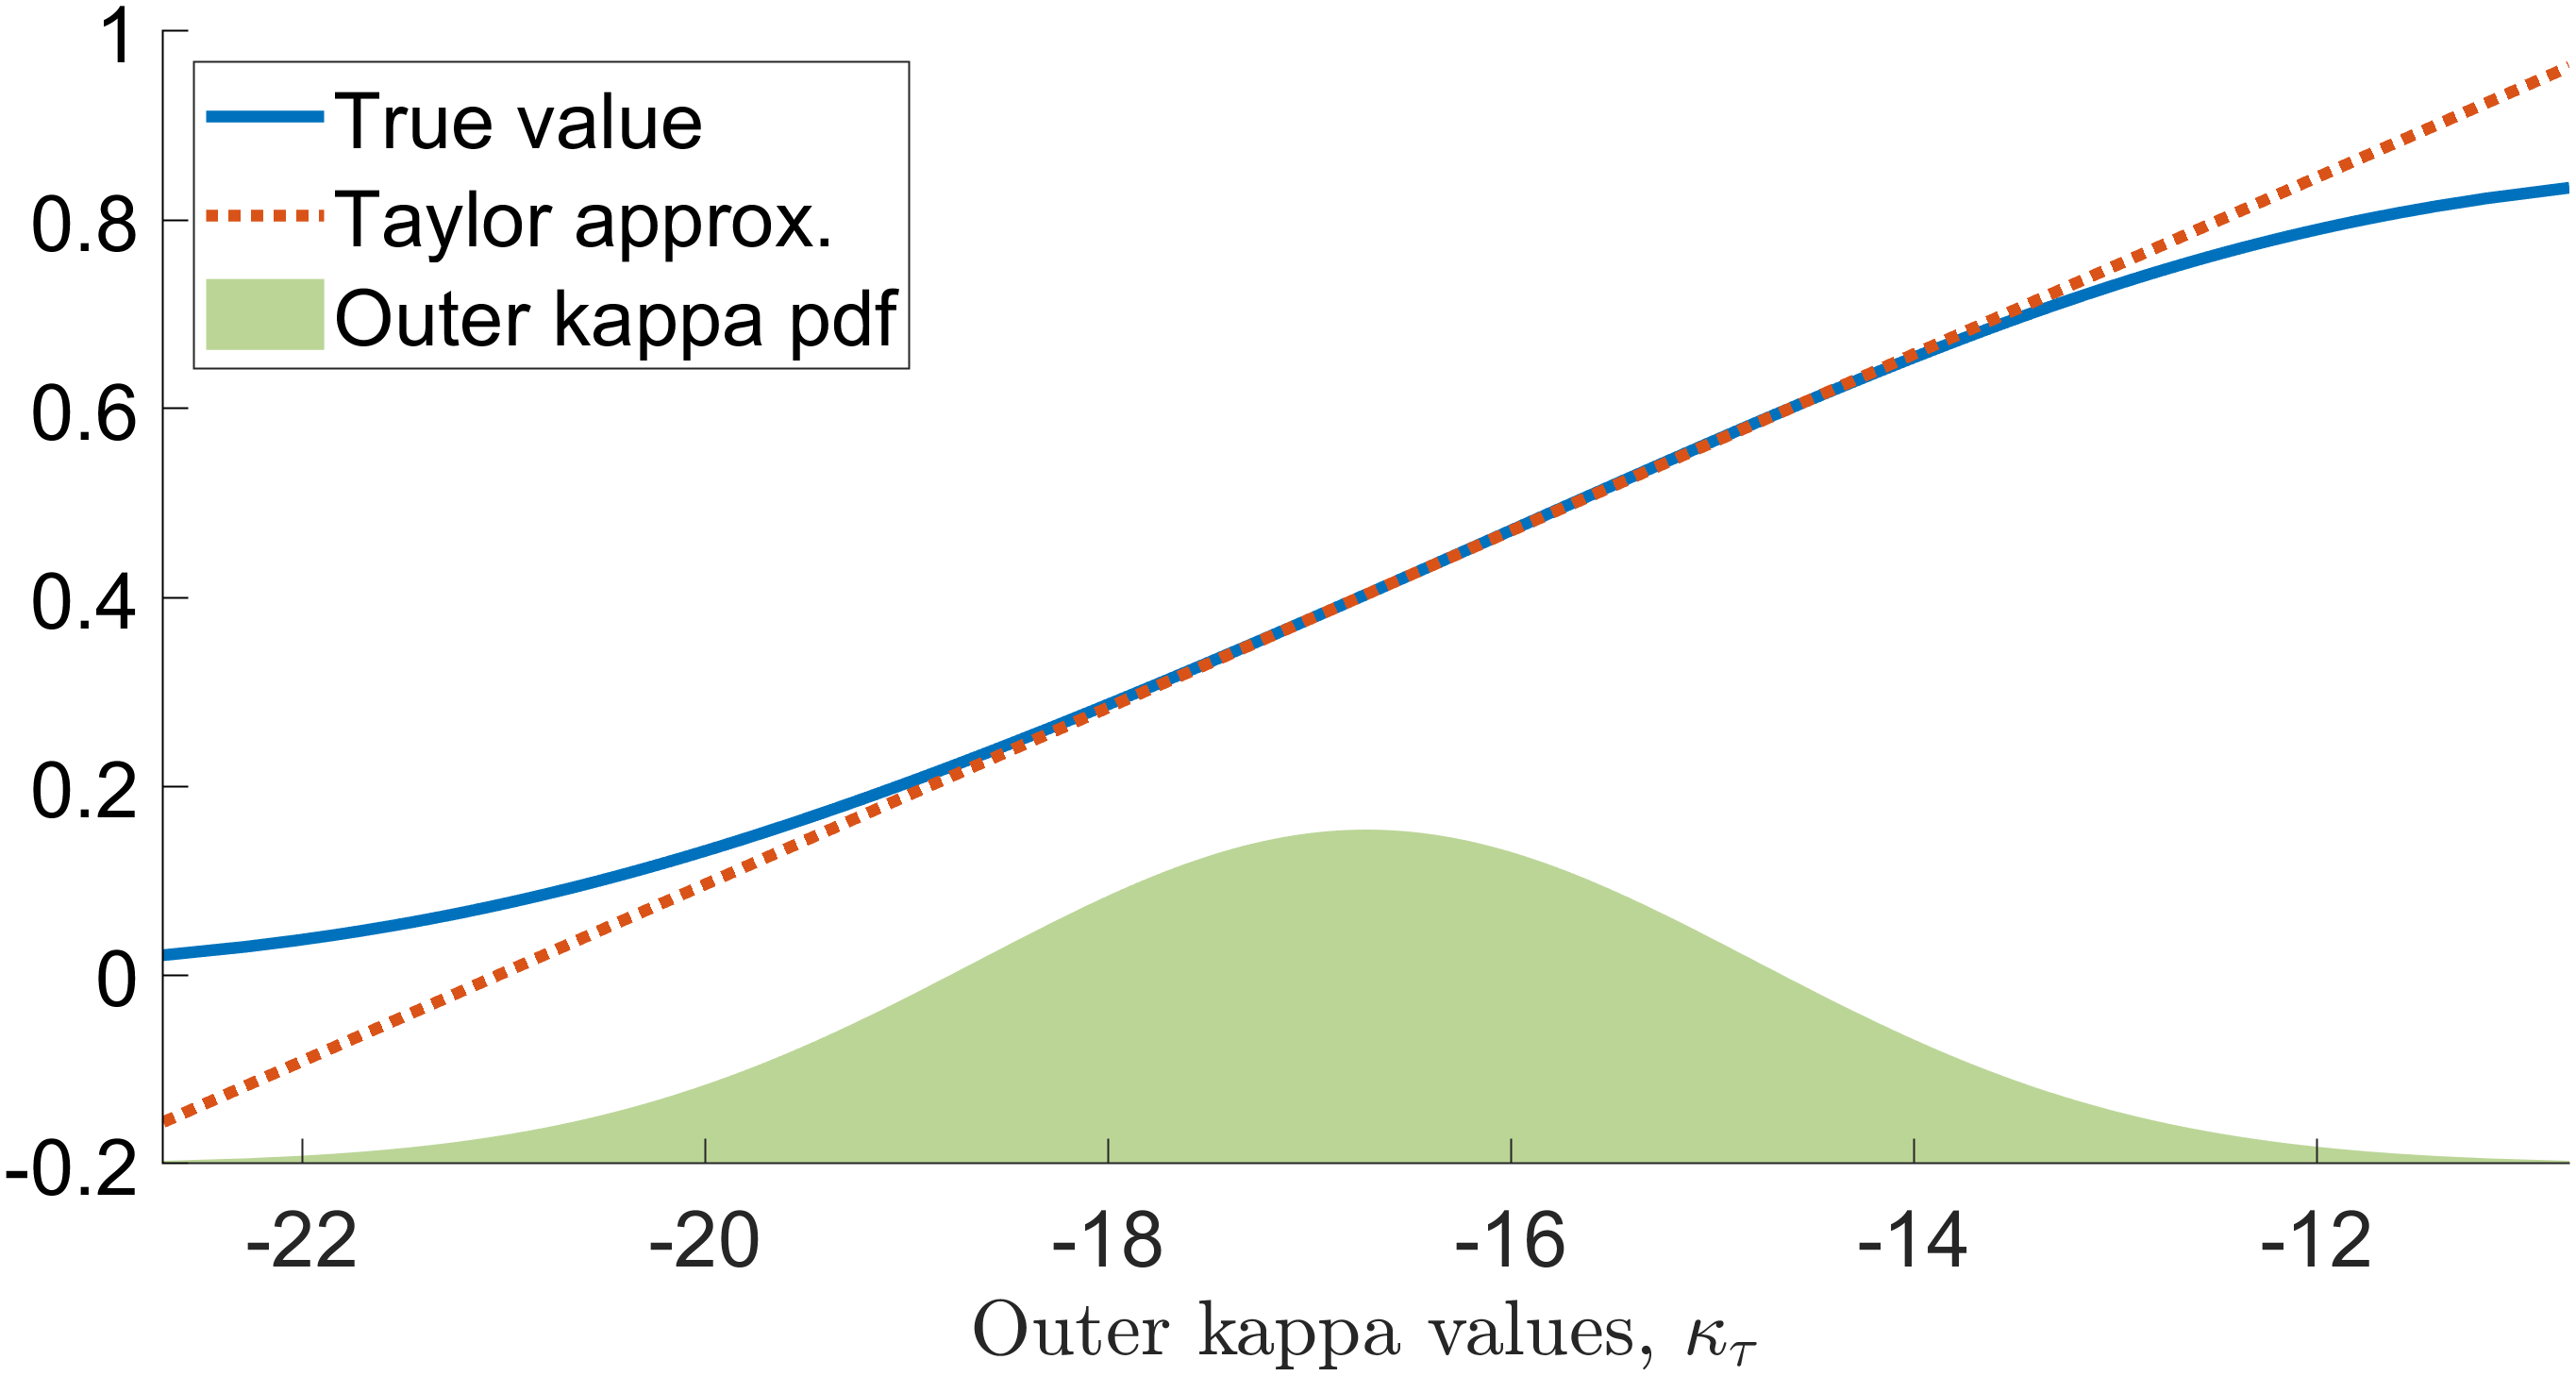 1
0.8
0.6
0.4
0.2
0
-0.2
True value
Taylor approx.
Outer kappa pdf
-22 -20 -18 -16 -14 -12
Outer kappa values, κ_τ